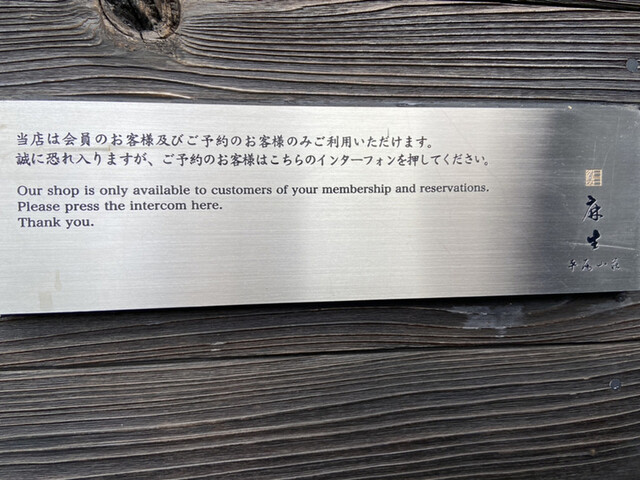 当店は会員のお客様及びご予約のお客様のみご利用いただけます。
誠に恐れ入りますが、ご予約のお客様はこちらのインターフォンを押してください。
Our shop is only available to customers of your membership and reservations.
Please press the intercom here.
Thank you.
麻
生